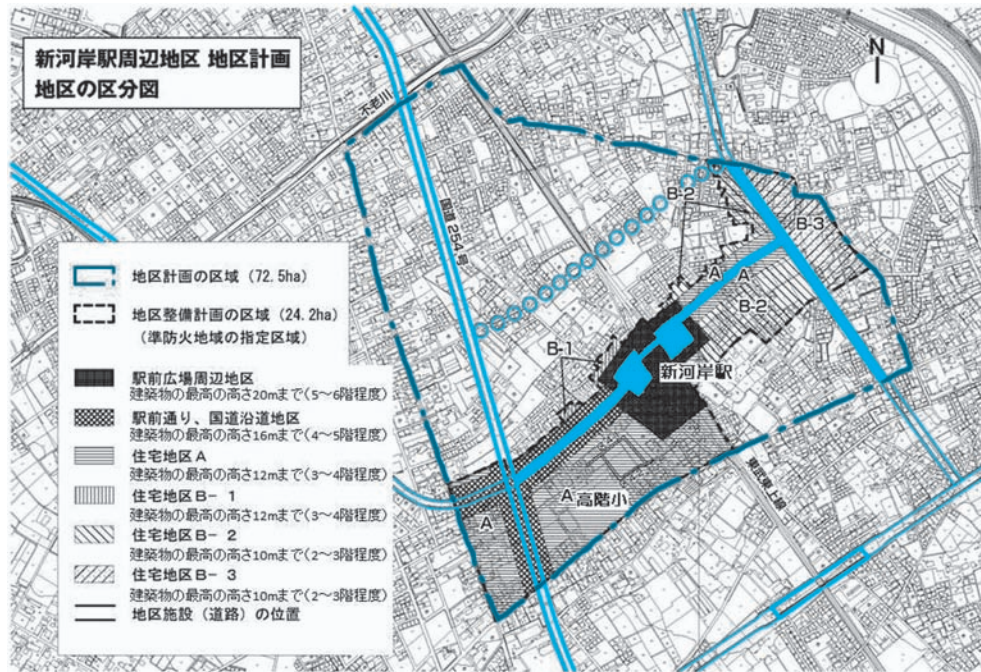 新河岸駅周辺地区 地区計画
地区の区分図
N
不老川
国道254号
B-2
B-3
A
A
B-2
B-1
新河岸駅
A 高階小
A
東武東上線
地区計画の区域(72.5ha)
地区整備計画の区域(24.2ha)
(準防火地域の指定区域)
駅前広場周辺地区
建築物の最高の高さ20mまで(5～6階程度)
駅前通り、国道沿道地区
建築物の最高の高さ16mまで(4～5階程度)
住宅地区A
建築物の最高の高さ12mまで(3～4階程度)
住宅地区B-1
建築物の最高の高さ12mまで(3～4階程度)
住宅地区B-2
建築物の最高の高さ10mまで(2～3階程度)
住宅地区B-3
建築物の最高の高さ10mまで(2～3階程度)
地区施設(道路)の位置